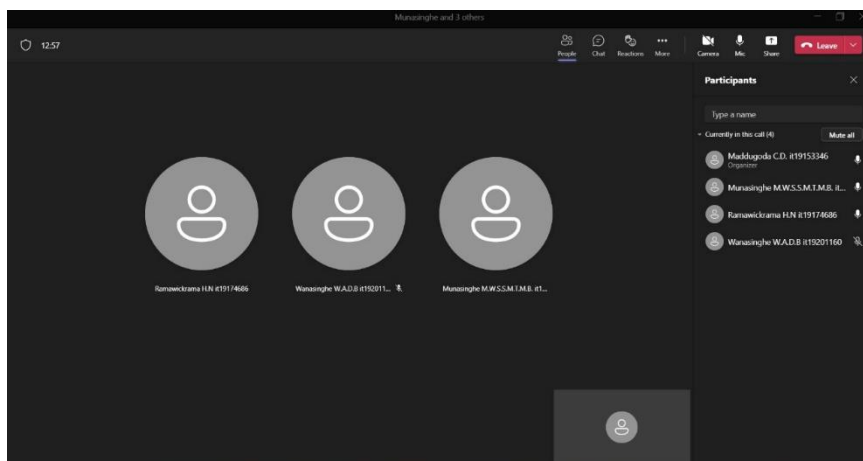 Munasinghe and 3 others
12:57
People Chat Reactions More Camera Mic Share Leave
Participants
Type a name
Currently in this call (4) Mute all
Maddugoda C.D. it19153346
Organizer
Munasinghe M.W.S.S.M.T.M.B. it...
Ramawickrama H.N it19174686
Wanasinghe W.A.D.B it19201160
Ramawickrama H.N it19174686 Wanasinghe W.A.D.B it192011... Munasinghe M.W.S.S.M.T.M.B. it1...